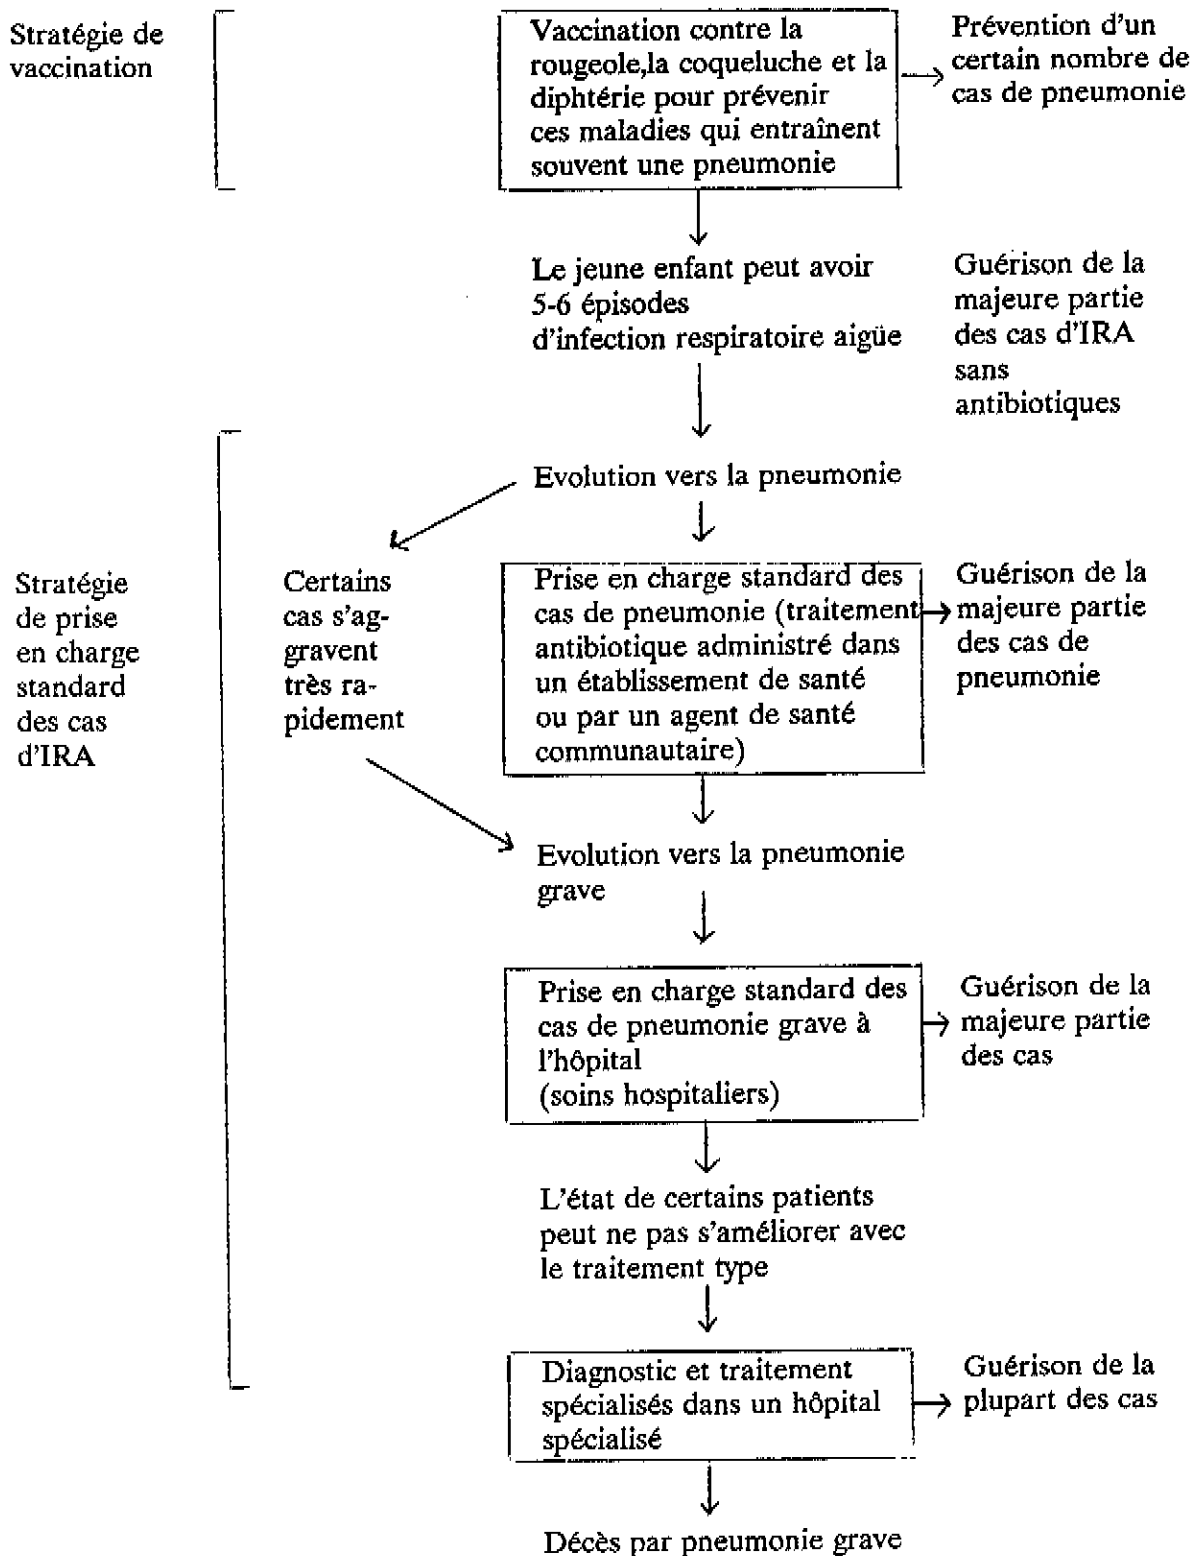 Stratégie de
vaccination
Vaccination contre la
rougeole,la coqueluche et la
diphtérie pour prévenir
ces maladies qui entraînent
souvent une pneumonie
Prévention d'un
certain nombre de
cas de pneumonie
Le jeune enfant peut avoir
5-6 épisodes
d'infection respiratoire aigüe
Guérison de la
majeure partie
des cas d'IRA
sans
antibiotiques
Evolution vers la pneumonie
Stratégie
de prise
en charge
standard
des cas
d'IRA
Certains
cas s'ag-
gravent
très ra-
pidement
Prise en charge standard des
cas de pneumonie (traitement
antibiotique administré dans
un établissement de santé
ou par un agent de santé
communautaire)
Guérison de la
majeure partie
des cas de
pneumonie
Evolution vers la pneumonie
grave
Prise en charge standard des
cas de pneumonie grave à
l'hôpital
(soins hospitaliers)
Guérison de la
majeure partie
des cas
L'état de certains patients
peut ne pas s'améliorer avec
le traitement type
Diagnostic et traitement
spécialisés dans un hôpital
spécialisé
Guérison de la
plupart des cas
Décès par pneumonie grave